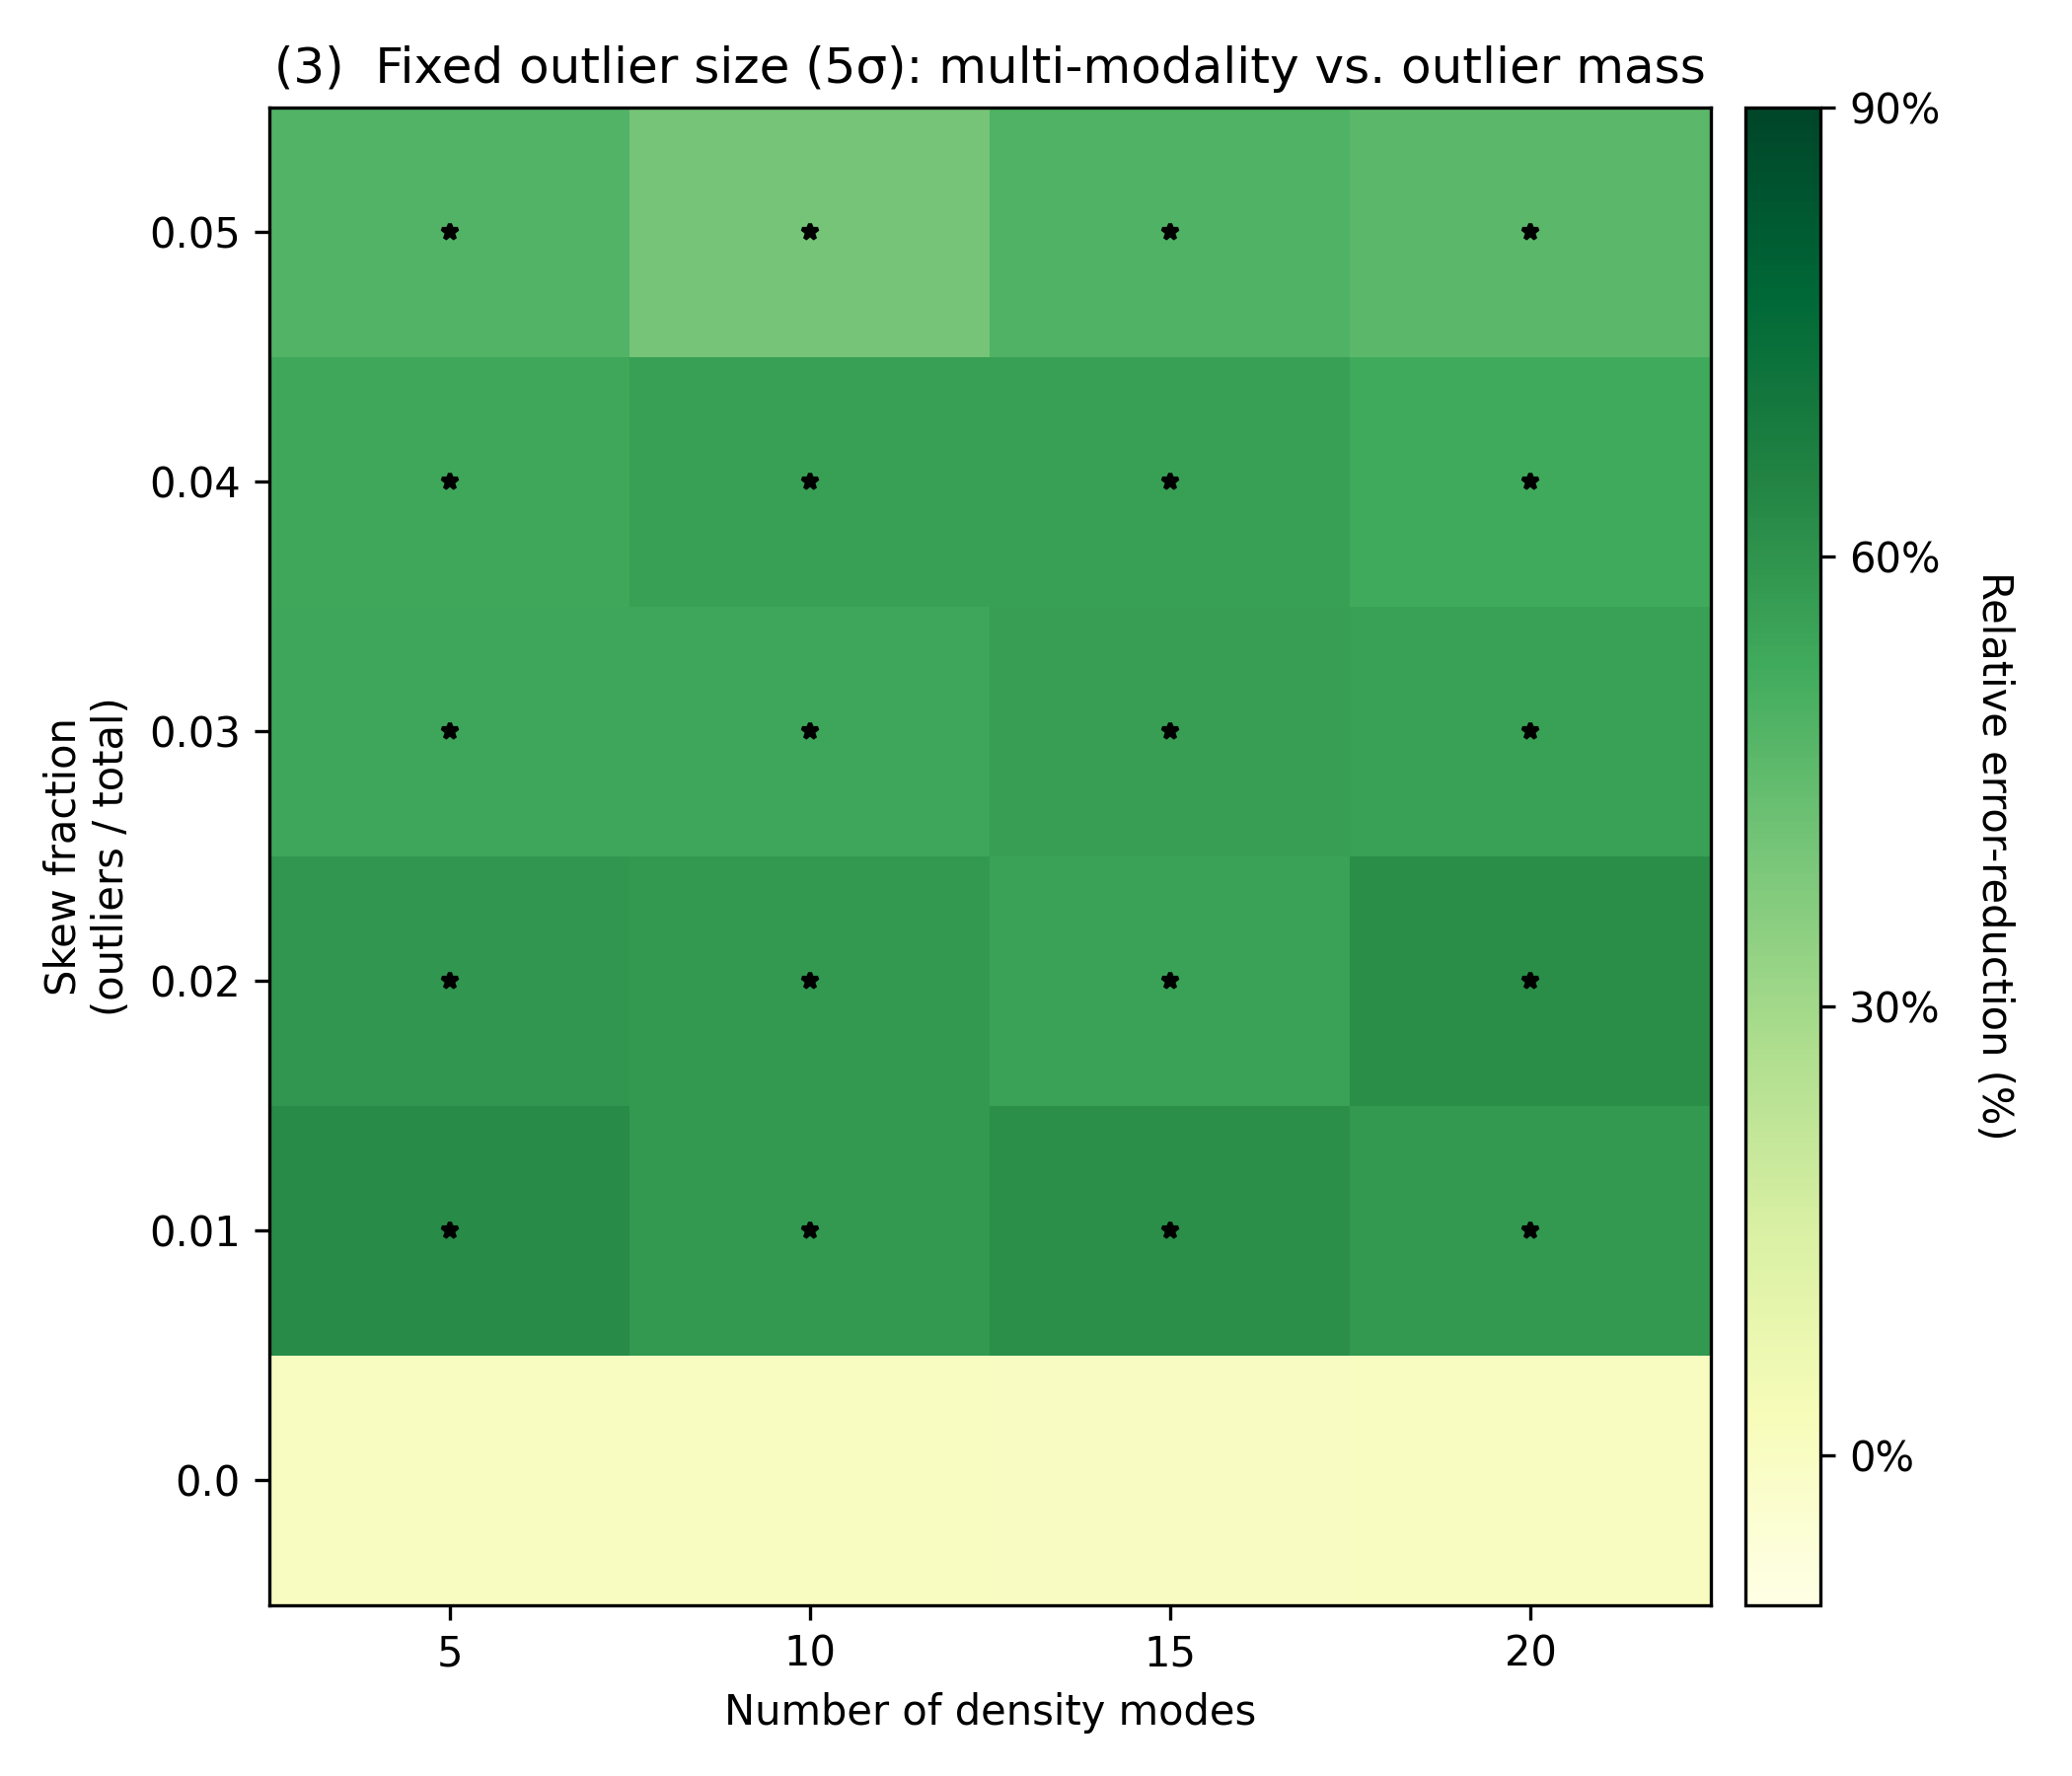 (3)  Fixed outlier size (5σ): multi-modality vs. outlier mass
90%
60%
30%
0%
Relative error-reduction (%)
Skew fraction
(outliers / total)
0.05
0.04
0.03
0.02
0.01
0.0
5
10
15
20
Number of density modes